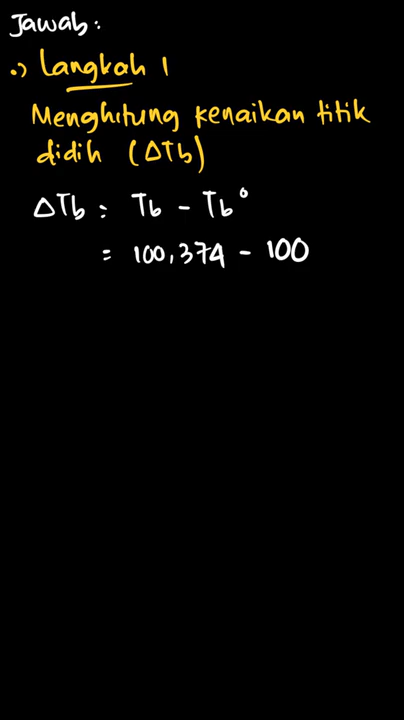 Jawab :
•) Langkah 1
Menghitung kenaikan titik
didih (ΔTb)
ΔTb = Tb - Tb°
= 100,374 - 100